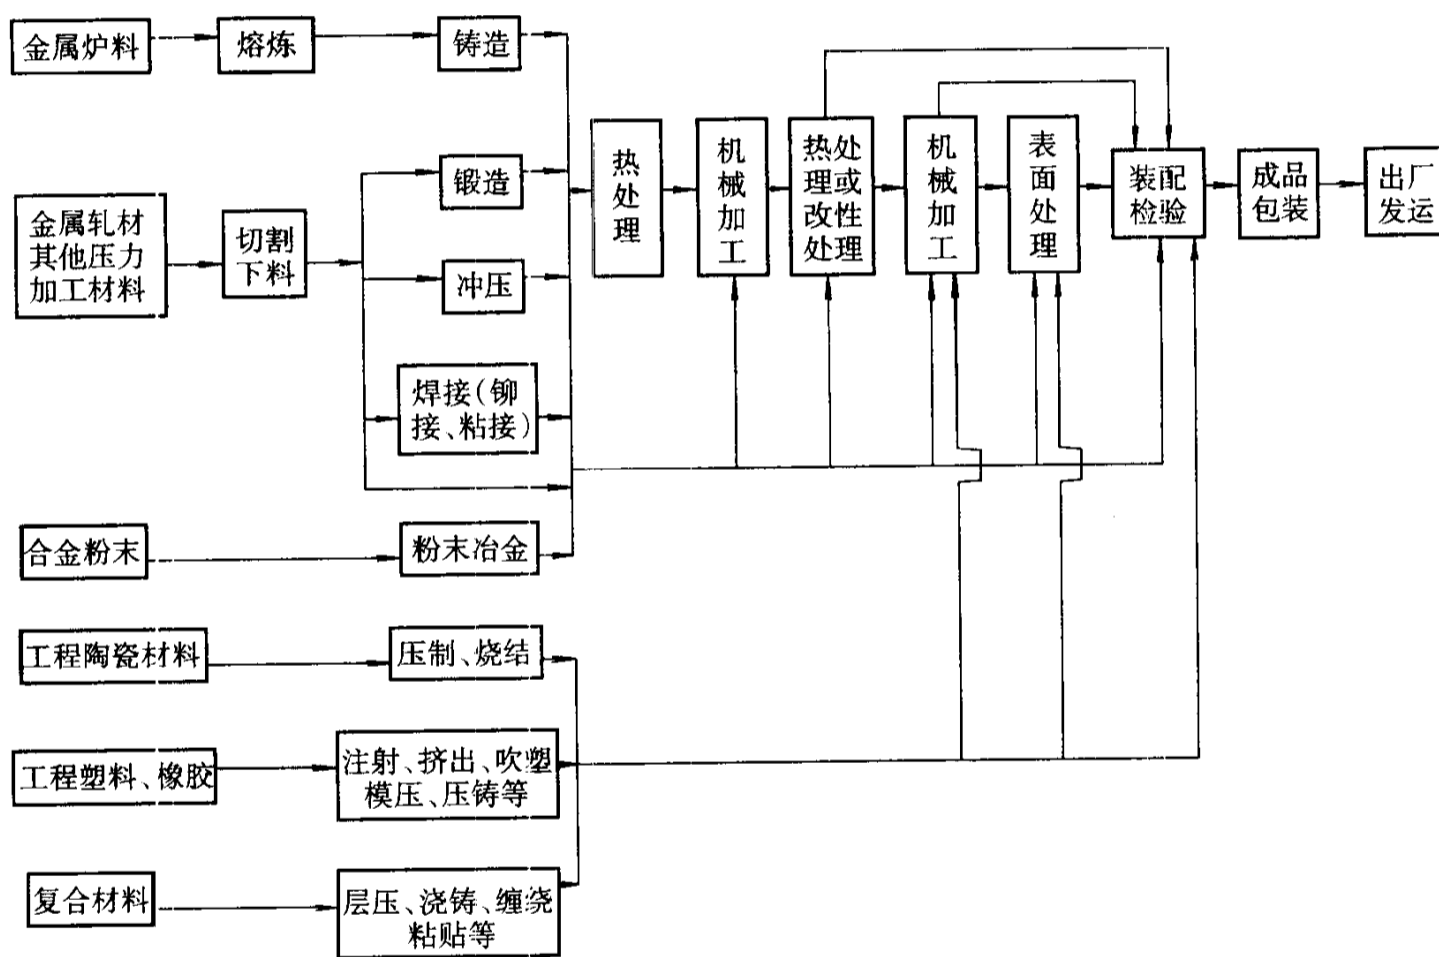 金属炉料
熔炼
铸造
金属轧材
其他压力
加工材料
切割
下料
锻造
冲压
焊接(铆
接、粘接)
热处理
机械加工
热处
理或
改性
处理
机械加工
表面处理
装配
检验
成品
包装
出厂
发运
合金粉末
粉末冶金
工程陶瓷材料
压制、烧结
工程塑料、橡胶
注射、挤出、吹塑
模压、压铸等
复合材料
层压、浇铸、缠绕
粘贴等